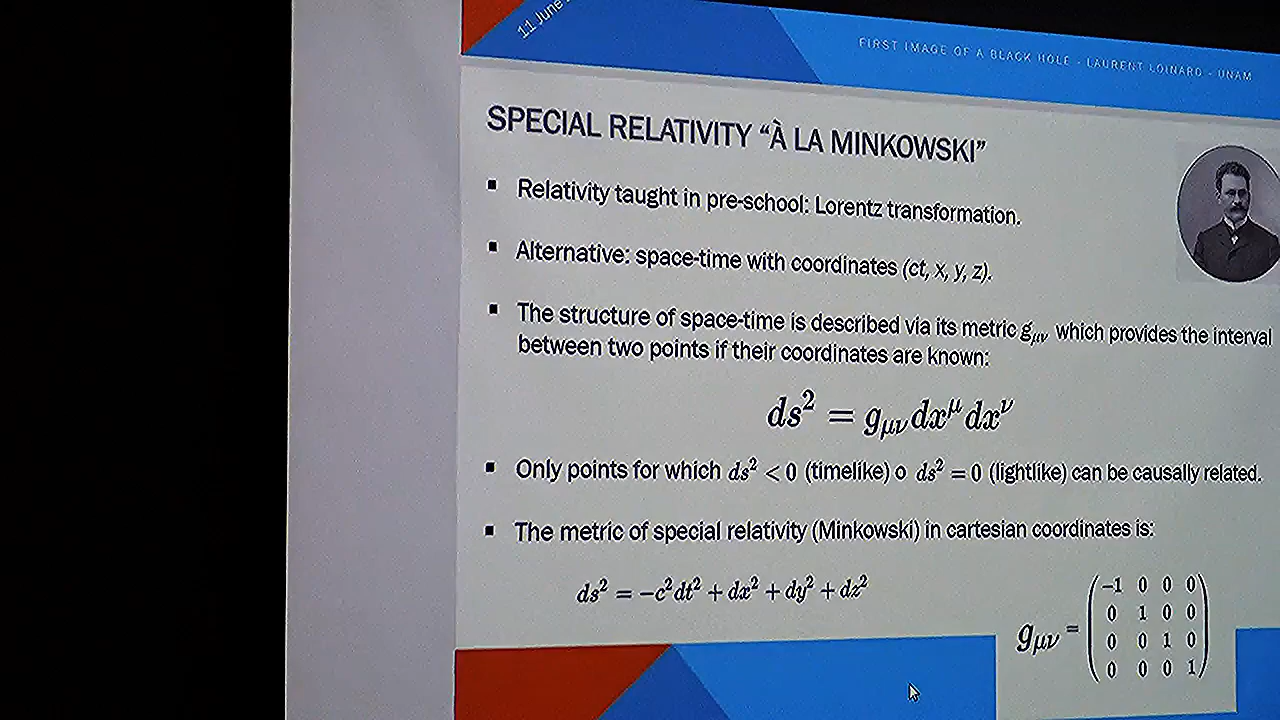 11 June
FIRST IMAGE OF A BLACK HOLE - LAURENT LOINARD - UNAM
SPECIAL RELATIVITY “À LA MINKOWSKI”
▪ Relativity taught in pre-school: Lorentz transformation.
▪ Alternative: space-time with coordinates (ct, x, y, z).
▪ The structure of space-time is described via its metric gμν which provides the interval
between two points if their coordinates are known:
ds² = gμν dxμ dxν
▪ Only points for which ds² < 0 (timelike) o ds² = 0 (lightlike) can be causally related.
▪ The metric of special relativity (Minkowski) in cartesian coordinates is:
ds² = −c²dt² + dx² + dy² + dz²
gμν =
−1 0 0 0
0 1 0 0
0 0 1 0
0 0 0 1